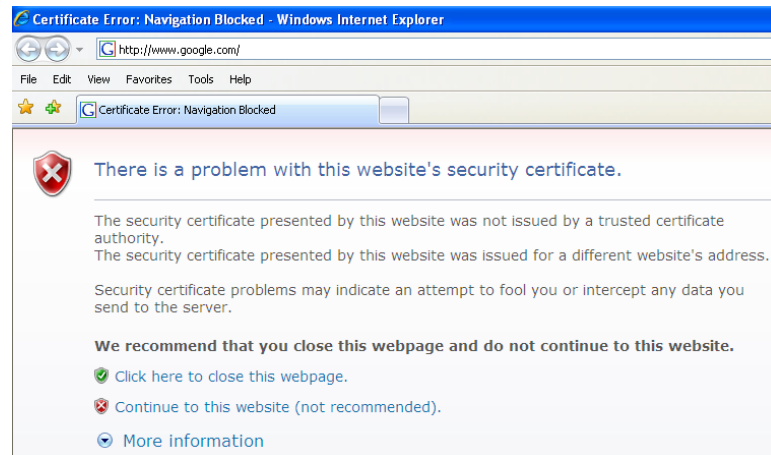 Certificate Error: Navigation Blocked - Windows Internet Explorer
http://www.google.com/
File Edit View Favorites Tools Help
Certificate Error: Navigation Blocked
There is a problem with this website's security certificate.
The security certificate presented by this website was not issued by a trusted certificate
authority.
The security certificate presented by this website was issued for a different website's address.
Security certificate problems may indicate an attempt to fool you or intercept any data you
send to the server.
We recommend that you close this webpage and do not continue to this website.
Click here to close this webpage.
Continue to this website (not recommended).
More information